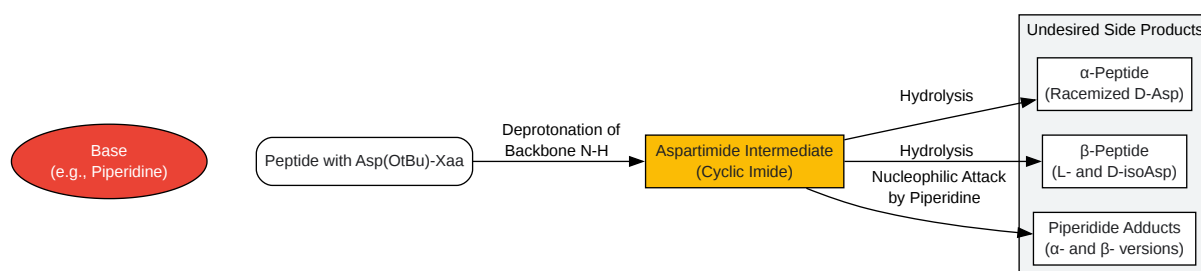 Undesired Side Products
Base
(e.g., Piperidine)
Peptide with Asp(OtBu)-Xaa
Deprotonation of
Backbone N-H
Aspartimide Intermediate
(Cyclic Imide)
Hydrolysis
α-Peptide
(Racemized D-Asp)
Hydrolysis
β-Peptide
(L- and D-isoAsp)
Nucleophilic Attack
by Piperidine
Piperidide Adducts
(α- and β- versions)